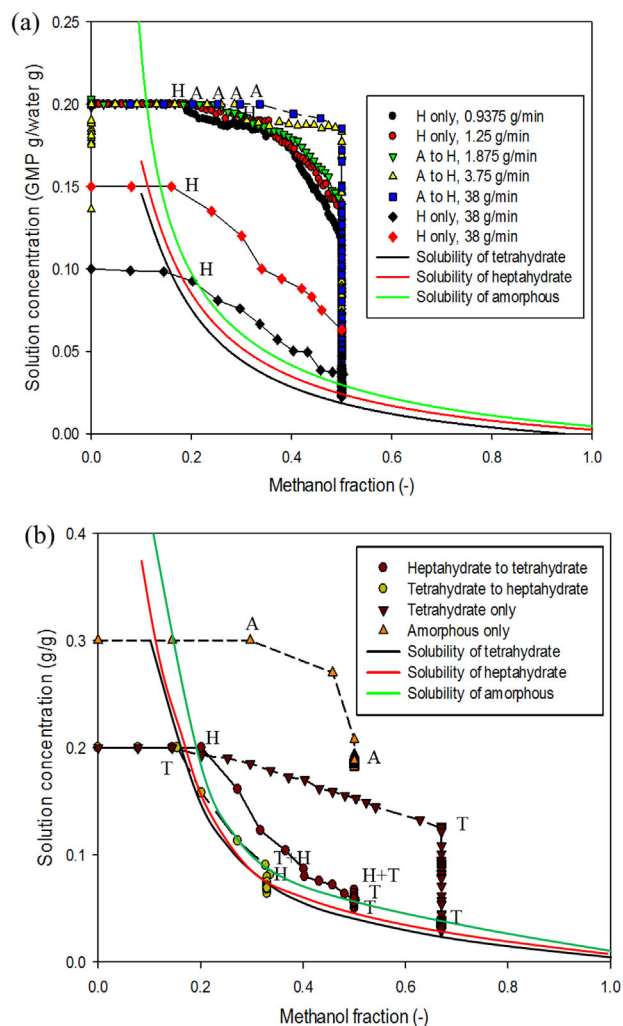 (a)
0.25
0.20
0.15
0.10
0.05
0.00
Solution concentration (GMP g/water g)
H A A A A
H
H
H
H only, 0.9375 g/min
H only, 1.25 g/min
A to H, 1.875 g/min
A to H, 3.75 g/min
A to H, 38 g/min
H only, 38 g/min
H only, 38 g/min
Solubility of tetrahydrate
Solubility of heptahydrate
Solubility of amorphous
0.0 0.2 0.4 0.6 0.8 1.0
Methanol fraction (-)
(b)
0.4
0.3
0.2
0.1
0.0
Solution concentration (g/g)
Heptahydrate to tetrahydrate
Tetrahydrate to heptahydrate
Tetrahydrate only
Amorphous only
Solubility of tetrahydrate
Solubility of heptahydrate
Solubility of amorphous
A
A
H
T
T
T+H
H
H+T
T
T
T
0.0 0.2 0.4 0.6 0.8 1.0
Methanol fraction (-)